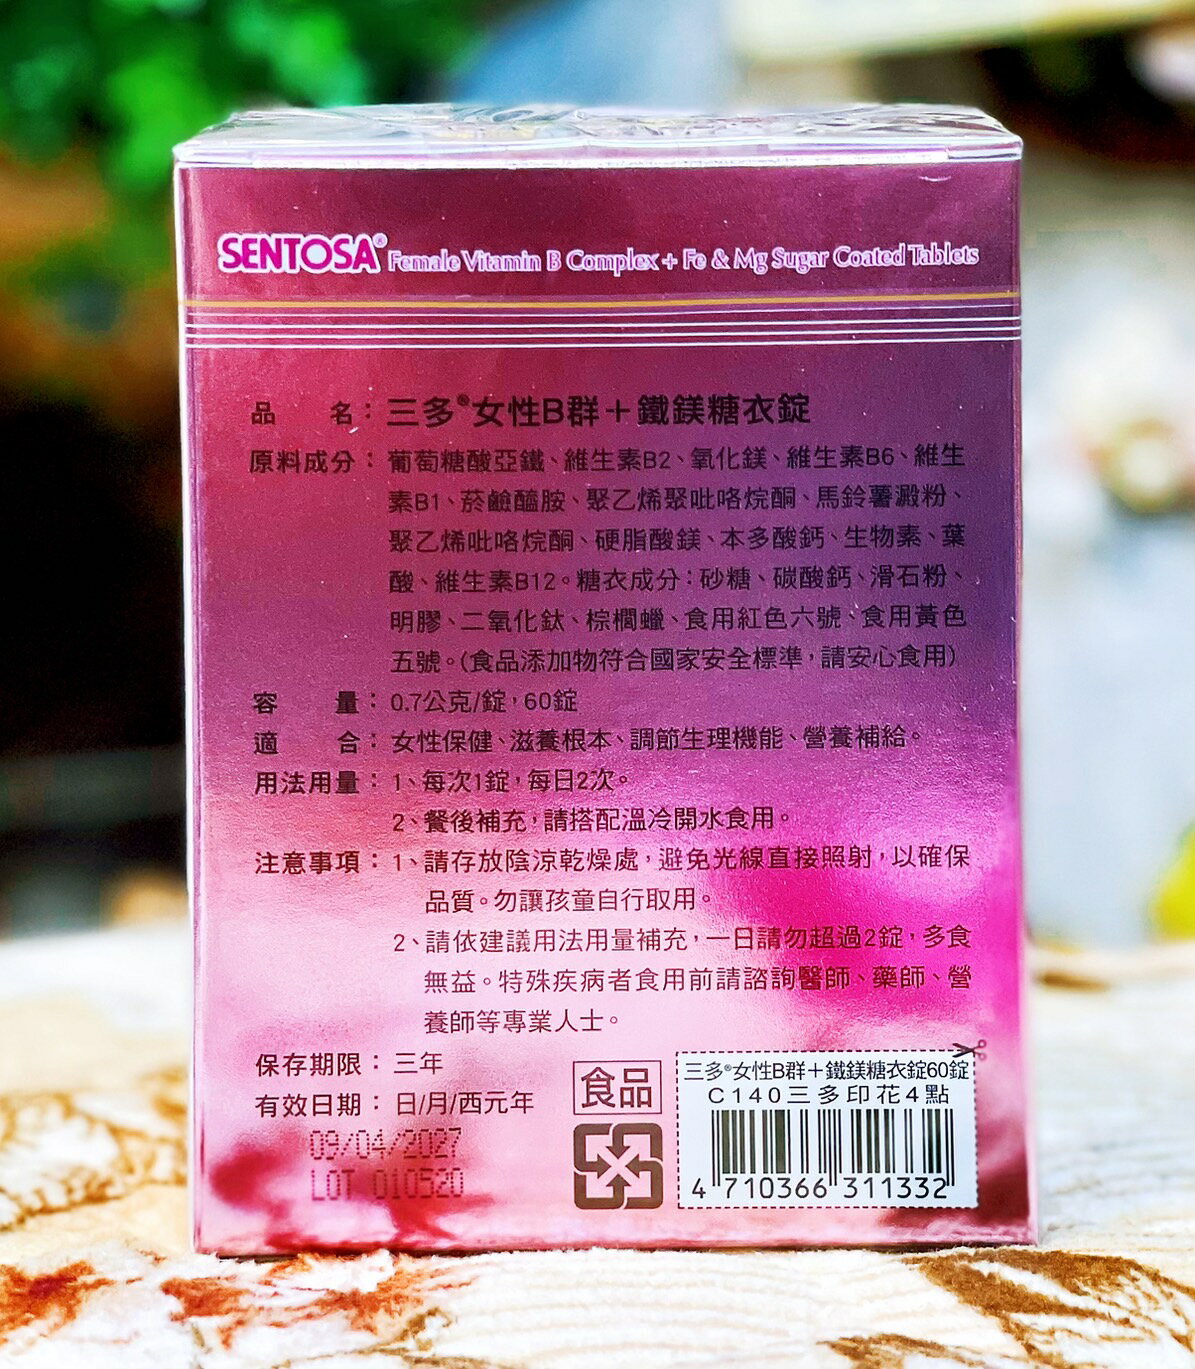 SENTOSA® Female Vitamin B Complex + Fe & Mg Sugar Coated Tablets
品 名：三多®女性B群＋鐵鎂糖衣錠
原料成分：葡萄糖酸亞鐵、維生素B2、氧化鎂、維生素B6、維生
素B1、菸鹼醯胺、聚乙烯聚吡咯烷酮、馬鈴薯澱粉、
聚乙烯吡咯烷酮、硬脂酸鎂、本多酸鈣、生物素、葉
酸、維生素B12。糖衣成分：砂糖、碳酸鈣、滑石粉、
明膠、二氧化鈦、棕櫚蠟、食用紅色六號、食用黃色
五號。(食品添加物符合國家安全標準，請安心食用)
容 量：0.7公克/錠，60錠
適 合：女性保健、滋養根本、調節生理機能、營養補給。
用法用量：1、每次1錠，每日2次。
2、餐後補充，請搭配溫冷開水食用。
注意事項：1、請存放陰涼乾燥處，避免光線直接照射，以確保
品質。勿讓孩童自行取用。
2、請依建議用法用量補充，一日請勿超過2錠，多食
無益。特殊疾病者食用前請諮詢醫師、藥師、營
養師等專業人士。
保存期限：三年
有效日期：日/月/西元年
09/04/2027
LOT 010520
食品
三多®女性B群＋鐵鎂糖衣錠60錠
C140三多印花4點
4 710366 311332